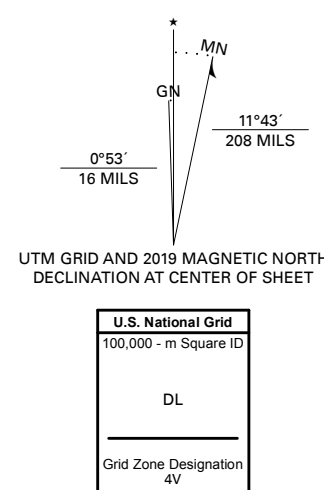 ★
MN
GN
11°43´
208 MILS
0°53´
16 MILS
UTM GRID AND 2019 MAGNETIC NORTH
DECLINATION AT CENTER OF SHEET
U.S. National Grid
100,000 - m Square ID
DL
Grid Zone Designation
4V